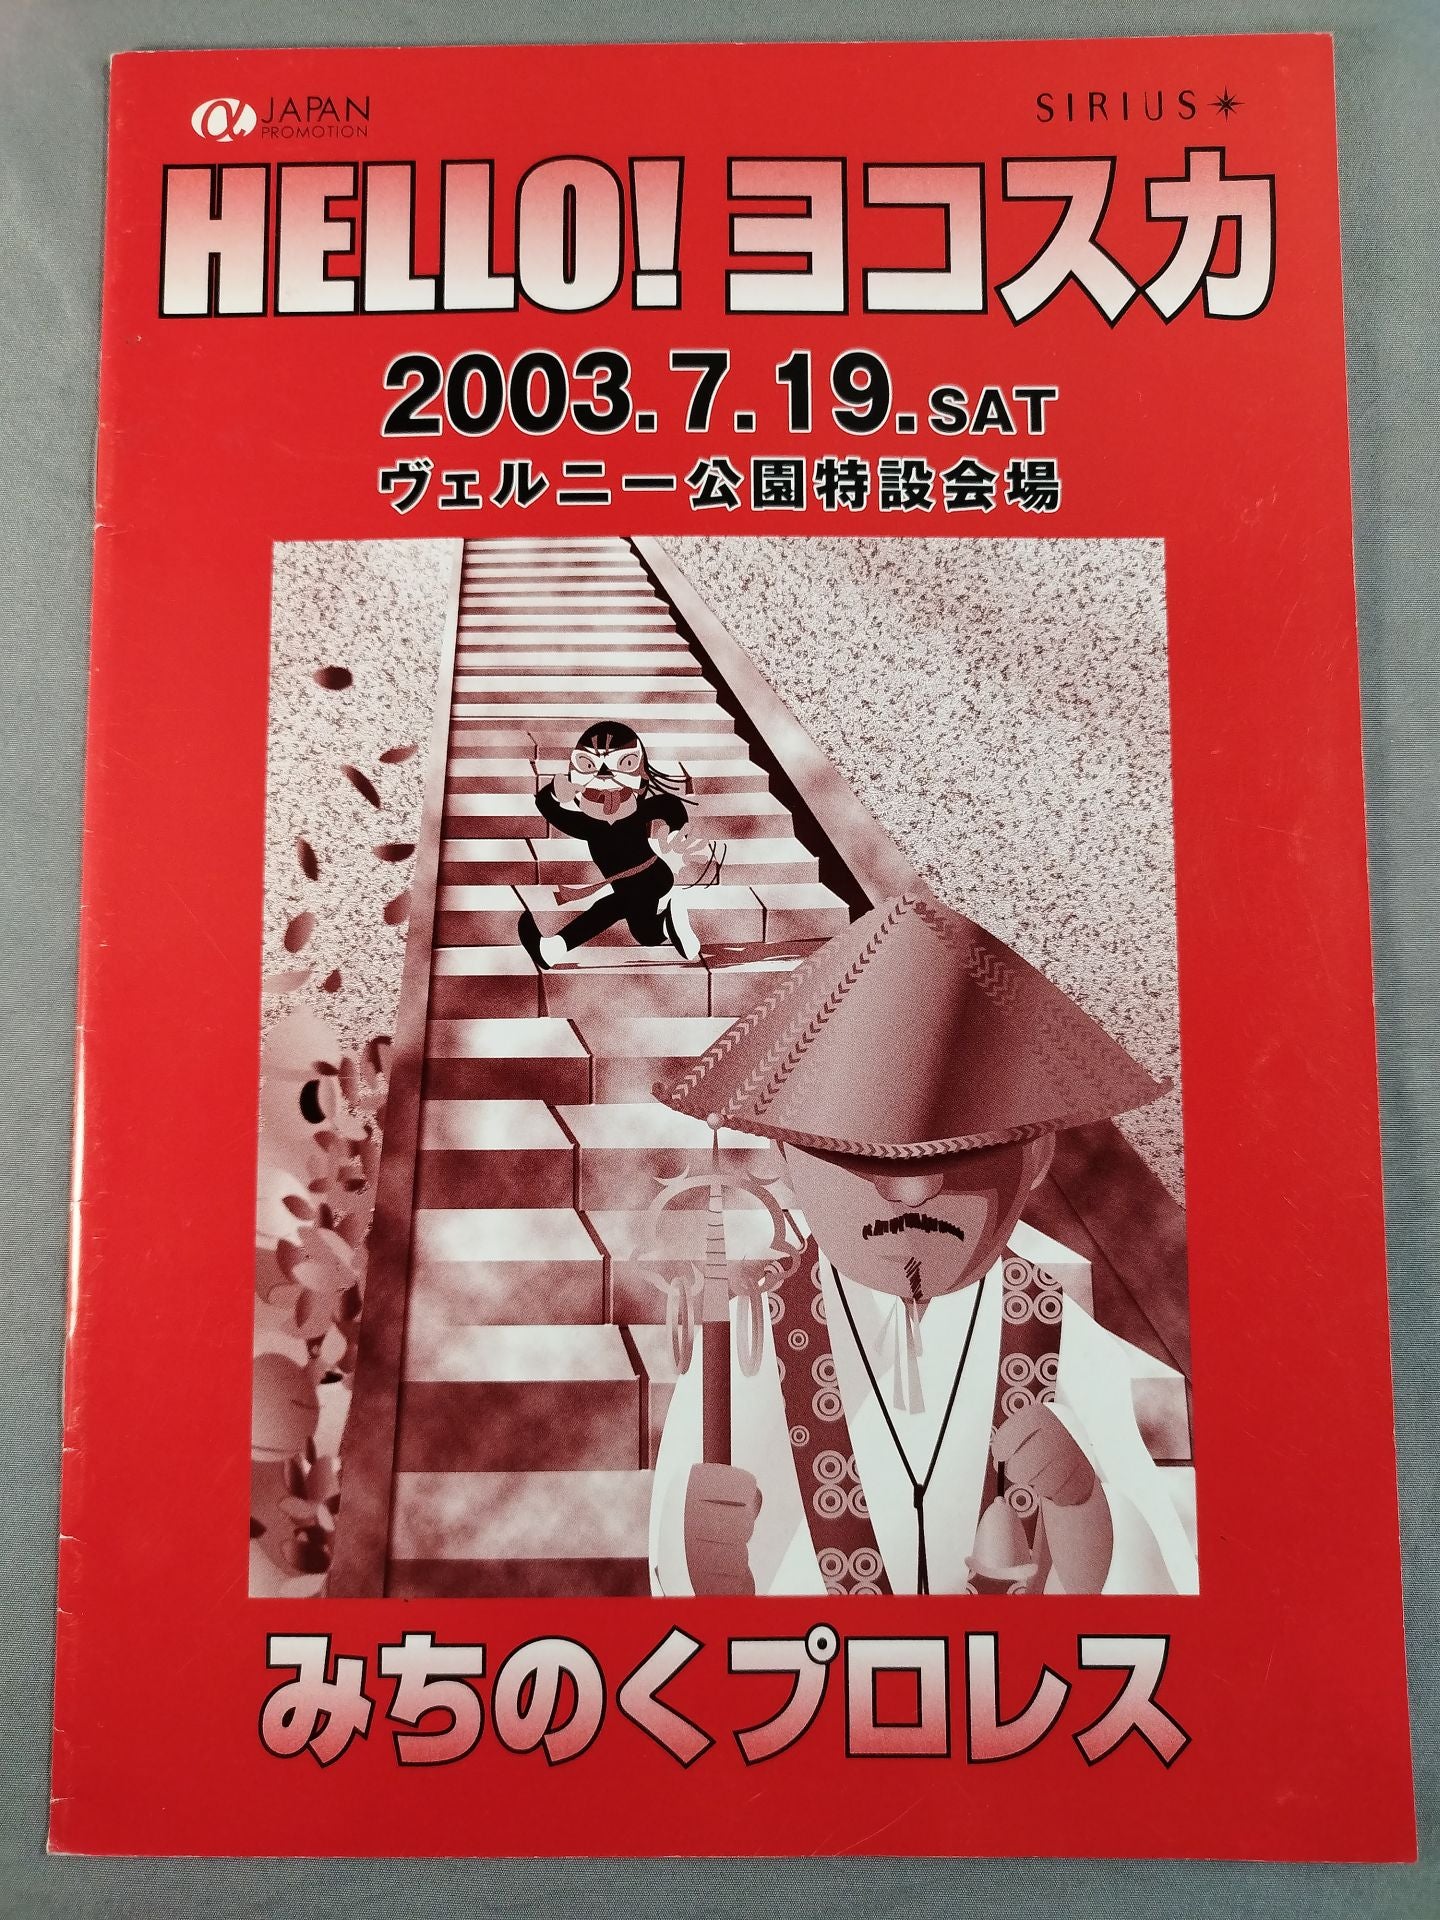 α JAPAN
PROMOTION
SIRIUS
HELLO! ヨコスカ
2003.7.19.SAT
ヴェルニー公園特設会場
みちのくプロレス